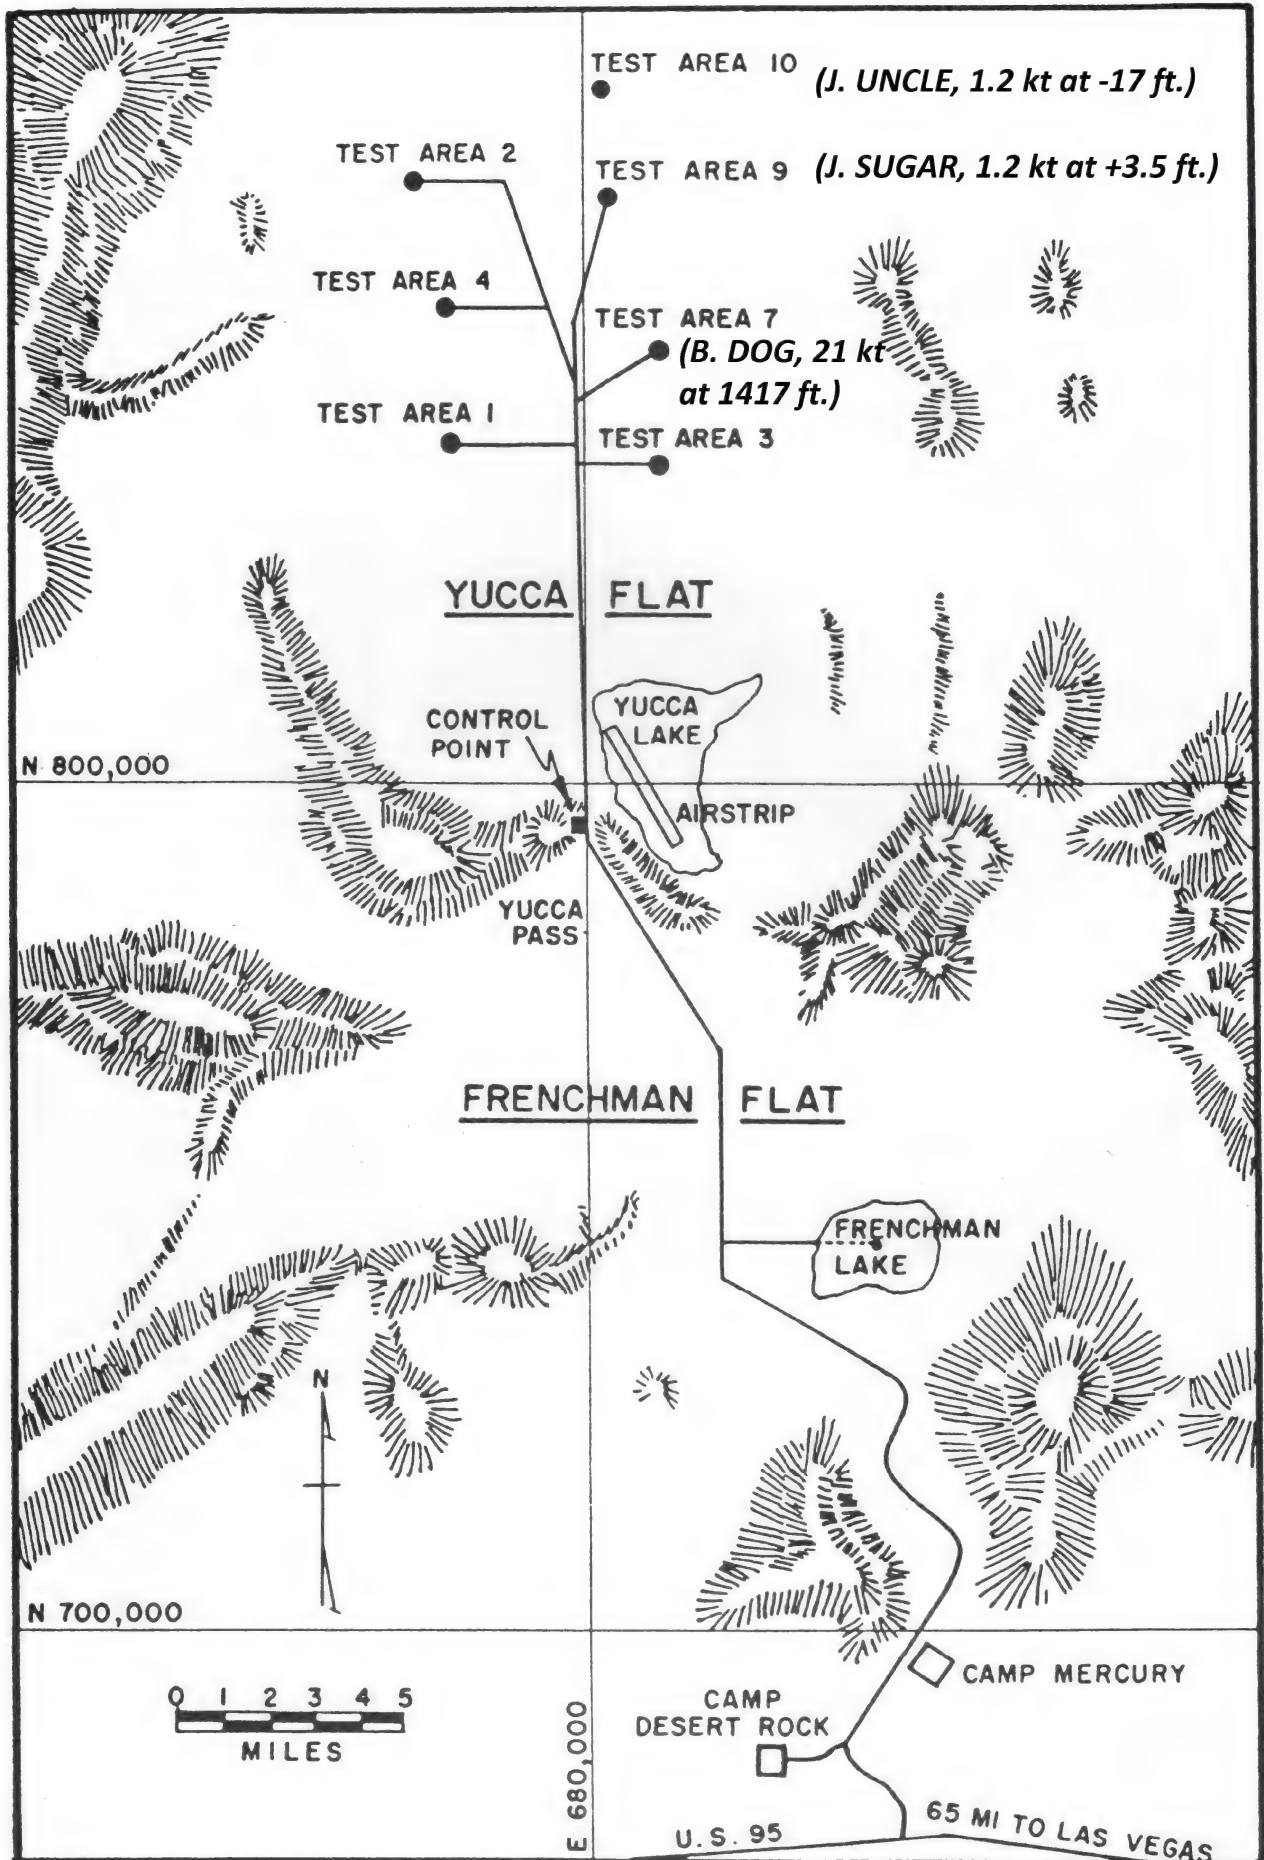 TEST AREA 10 (J. UNCLE, 1.2 kt at -17 ft.)
TEST AREA 2
TEST AREA 9 (J. SUGAR, 1.2 kt at +3.5 ft.)
TEST AREA 4
TEST AREA 7
(B. DOG, 21 kt
at 1417 ft.)
TEST AREA 1
TEST AREA 3
YUCCA FLAT
YUCCA
LAKE
CONTROL
POINT
N 800,000
AIRSTRIP
YUCCA
PASS
FRENCHMAN FLAT
FRENCHMAN
LAKE
N
N 700,000
CAMP MERCURY
0 1 2 3 4 5
MILES
CAMP
DESERT ROCK
E 680,000
U.S. 95
65 MI TO LAS VEGAS